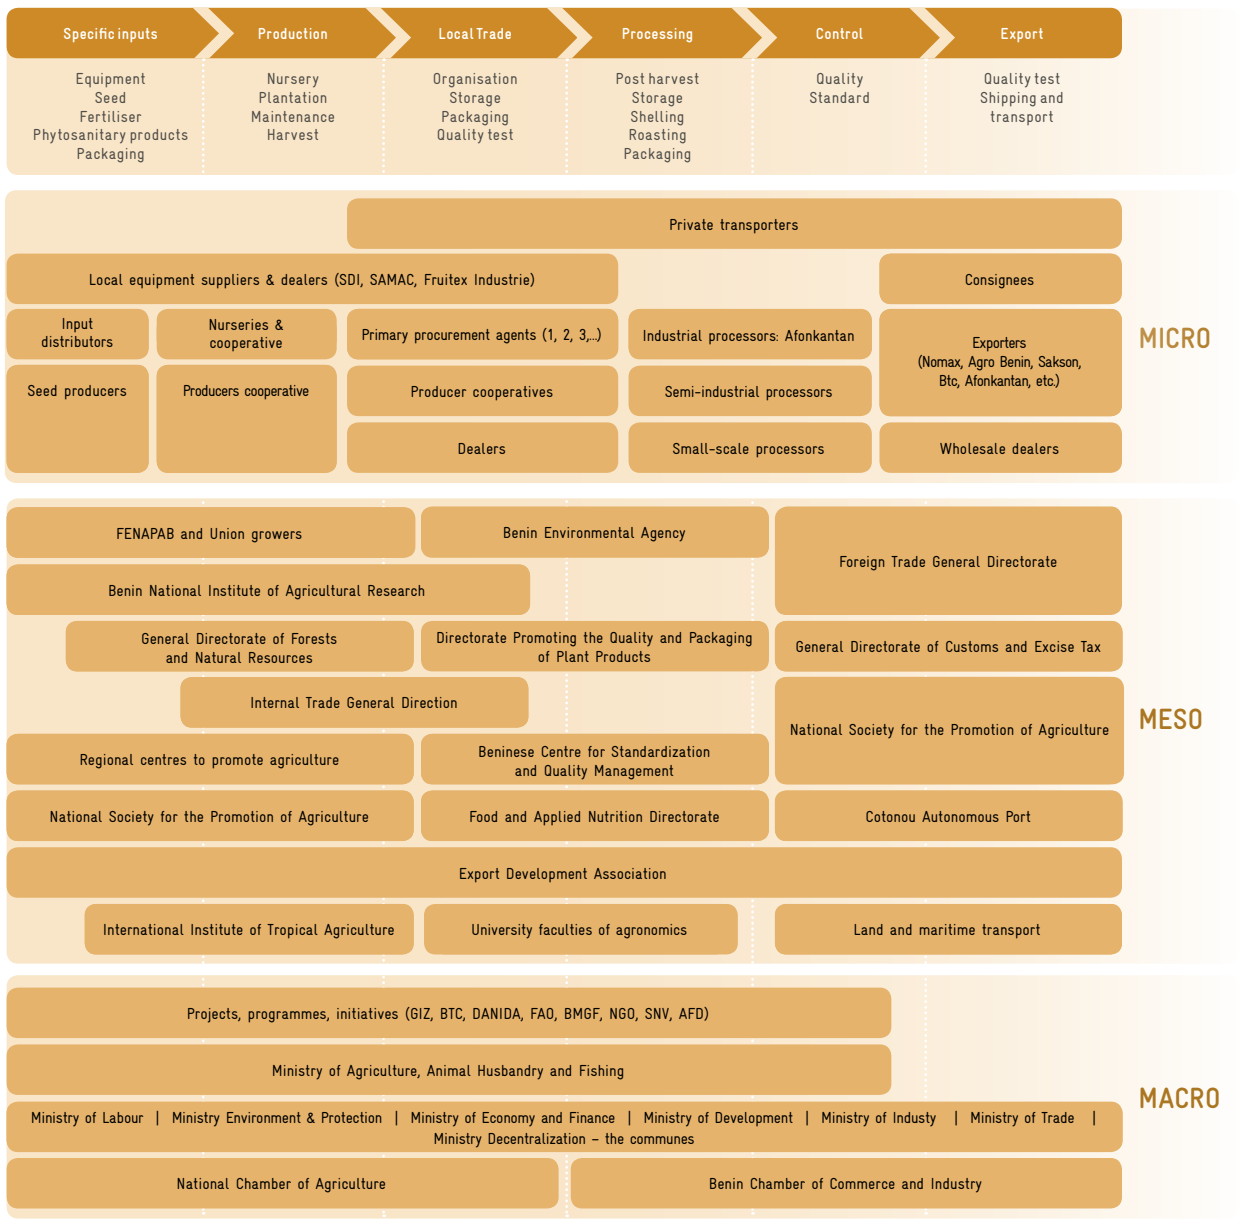 Specific inputs
Production
Local Trade
Processing
Control
Export
Equipment
Seed
Fertiliser
Phytosanitary products
Packaging
Nursery
Plantation
Maintenance
Harvest
Organisation
Storage
Packaging
Quality test
Post harvest
Storage
Shelling
Roasting
Packaging
Quality
Standard
Quality test
Shipping and
transport
MICRO
Private transporters
Local equipment suppliers & dealers (SDI, SAMAC, Fruitex Industrie)
Consignees
Input
distributors
Nurseries &
cooperative
Primary procurement agents (1, 2, 3,...)
Industrial processors: Afonkantan
Exporters
(Nomax, Agro Benin, Sakson,
Btc, Afonkantan, etc.)
Seed producers
Producers cooperative
Producer cooperatives
Semi-industrial processors
Dealers
Small-scale processors
Wholesale dealers
MESO
FENAPAB and Union growers
Benin Environmental Agency
Foreign Trade General Directorate
Benin National Institute of Agricultural Research
General Directorate of Forests
and Natural Resources
Directorate Promoting the Quality and Packaging
of Plant Products
General Directorate of Customs and Excise Tax
Internal Trade General Direction
National Society for the Promotion of Agriculture
Regional centres to promote agriculture
Beninese Centre for Standardization
and Quality Management
National Society for the Promotion of Agriculture
Food and Applied Nutrition Directorate
Cotonou Autonomous Port
Export Development Association
International Institute of Tropical Agriculture
University faculties of agronomics
Land and maritime transport
MACRO
Projects, programmes, initiatives (GIZ, BTC, DANIDA, FAO, BMGF, NGO, SNV, AFD)
Ministry of Agriculture, Animal Husbandry and Fishing
Ministry of Labour | Ministry Environment & Protection | Ministry of Economy and Finance | Ministry of Development | Ministry of Industy | Ministry of Trade |
Ministry Decentralization – the communes
National Chamber of Agriculture
Benin Chamber of Commerce and Industry